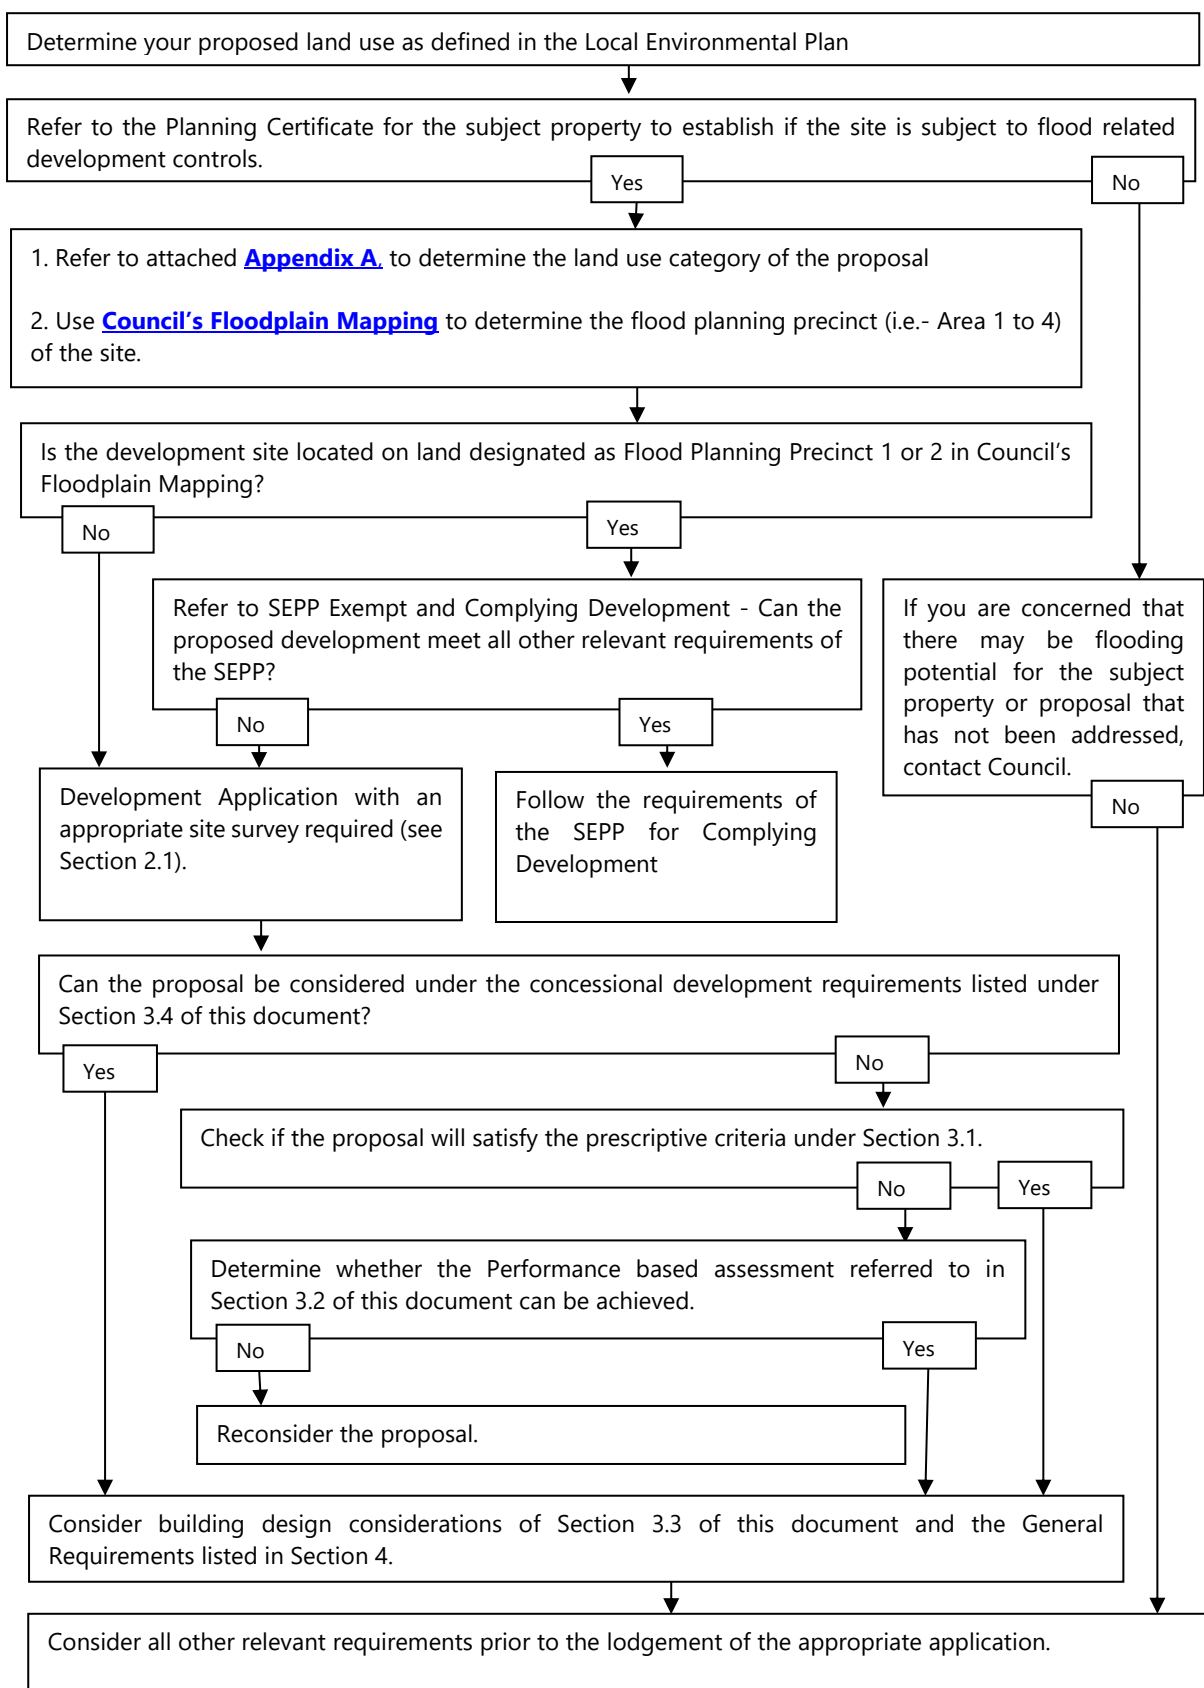 Determine your proposed land use as defined in the Local Environmental Plan
Refer to the Planning Certificate for the subject property to establish if the site is subject to flood related
development controls.
Yes
No
1. Refer to attached Appendix A, to determine the land use category of the proposal
2. Use Council’s Floodplain Mapping to determine the flood planning precinct (i.e.- Area 1 to 4)
of the site.
Is the development site located on land designated as Flood Planning Precinct 1 or 2 in Council’s
Floodplain Mapping?
No
Yes
Refer to SEPP Exempt and Complying Development - Can the
proposed development meet all other relevant requirements of
the SEPP?
No
Yes
If you are concerned that
there may be flooding
potential for the subject
property or proposal that
has not been addressed,
contact Council.
No
Development Application with an
appropriate site survey required (see
Section 2.1).
Follow the requirements of
the SEPP for Complying
Development
Can the proposal be considered under the concessional development requirements listed under
Section 3.4 of this document?
Yes
No
Check if the proposal will satisfy the prescriptive criteria under Section 3.1.
No
Yes
Determine whether the Performance based assessment referred to in
Section 3.2 of this document can be achieved.
No
Yes
Reconsider the proposal.
Consider building design considerations of Section 3.3 of this document and the General
Requirements listed in Section 4.
Consider all other relevant requirements prior to the lodgement of the appropriate application.